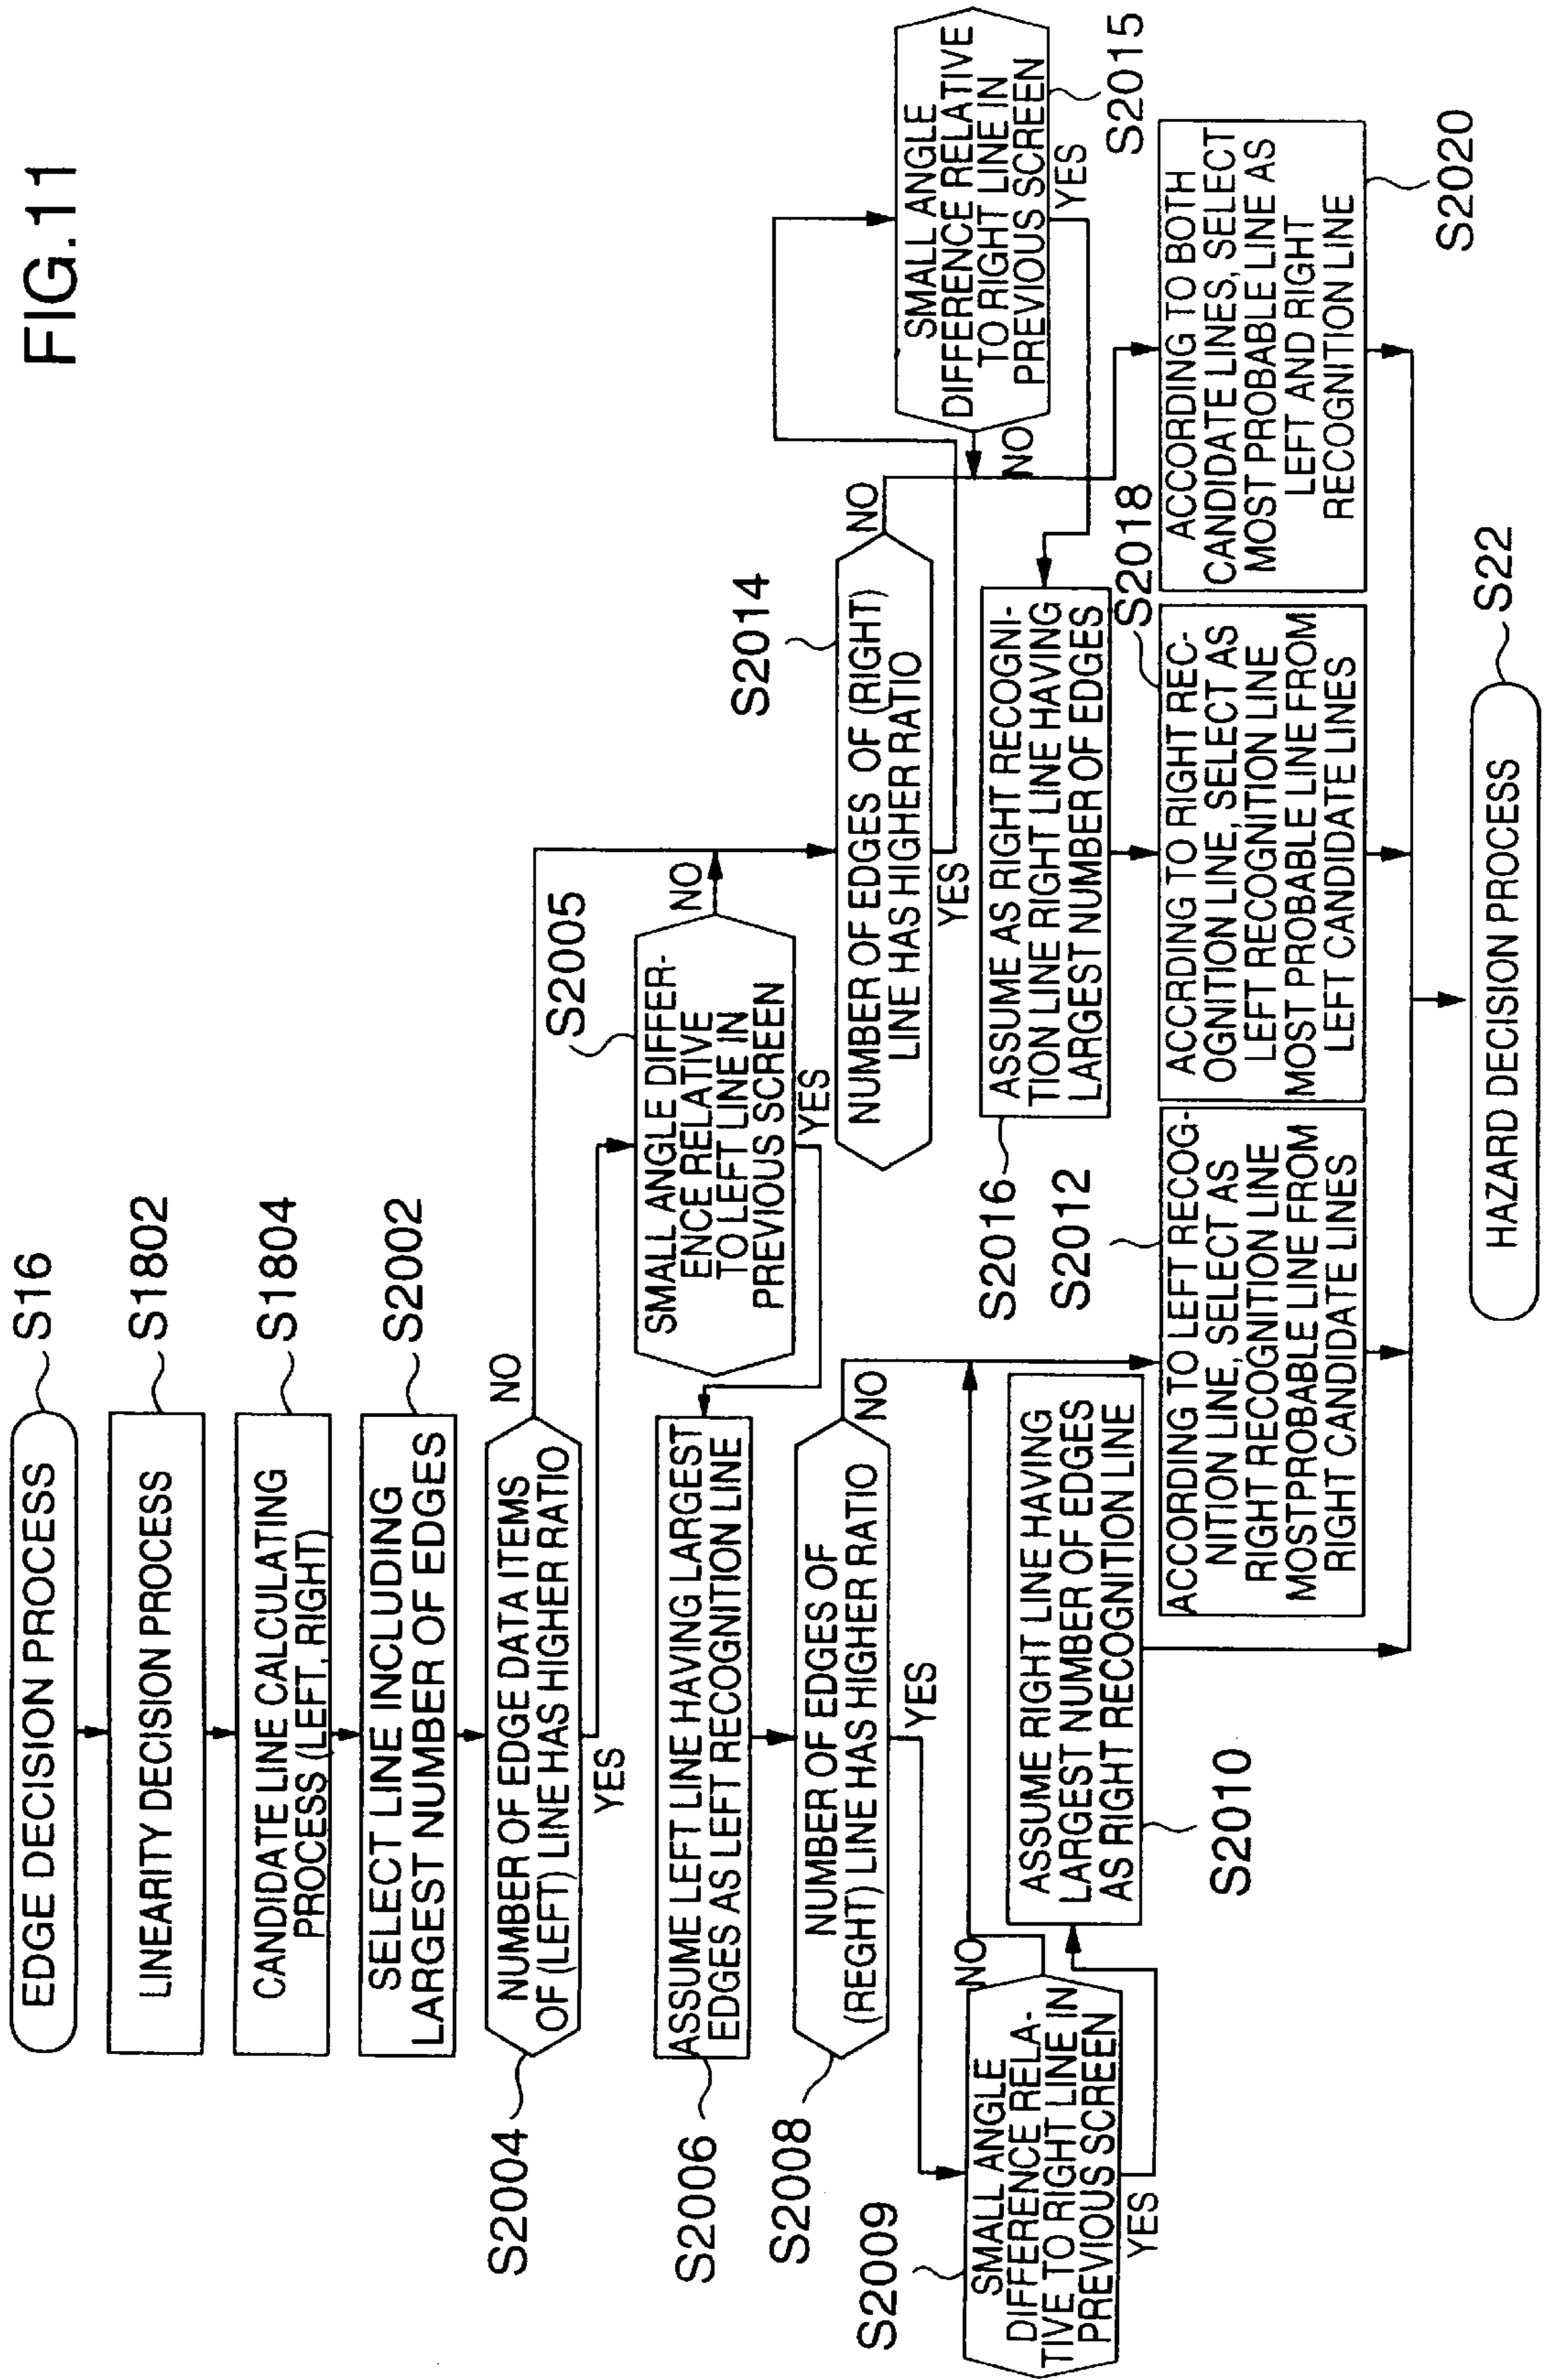 FIG.11
EDGE DECISION PROCESS
S16
LINEARITY DECISION PROCESS
S1802
CANDIDATE LINE CALCULATING
PROCESS (LEFT, RIGHT)
S1804
SELECT LINE INCLUDING
LARGEST NUMBER OF EDGES
S2002
S2004
NUMBER OF EDGE DATA ITEMS
OF (LEFT) LINE HAS HIGHER RATIO
NO
YES
S2005
SMALL ANGLE DIFFER-
ENCE RELATIVE
TO LEFT LINE IN
PREVIOUS SCREEN
NO
YES
S2006
ASSUME LEFT LINE HAVING LARGEST
EDGES AS LEFT RECOGNITION LINE
S2008
NUMBER OF EDGES OF
(REGHT) LINE HAS HIGHER RATIO
NO
YES
S2014
NUMBER OF EDGES OF (RIGHT)
LINE HAS HIGHER RATIO
NO
YES
SMALL ANGLE
DIFFERENCE RELATIVE
TO RIGHT LINE IN
PREVIOUS SCREEN
S2015
NO
YES
S2009
SMALL ANGLE
DIFFERENCE RELA-
TIVE TO RIGHT LINE IN
PREVIOUS SCREEN
NO
YES
ASSUME RIGHT LINE HAVING
LARGEST NUMBER OF EDGES
AS RIGHT RECOGNITION LINE
S2010
S2016
ASSUME AS RIGHT RECOGNI-
TION LINE RIGHT LINE HAVING
LARGEST NUMBER OF EDGES
S2012
ACCORDING TO LEFT RECOG-
NITION LINE, SELECT AS
RIGHT RECOGNITION LINE
MOSTPROBABLE LINE FROM
RIGHT CANDIDATE LINES
S2018
ACCRDING TO RIGHT REC-
OGNITION LINE, SELECT AS
LEFT RECOGNITION LINE
MOST PROBABLE LINE FROM
LEFT CANDIDATE LINES
ACCORDING TO BOTH
CANDIDATE LINES, SELECT
MOST PROBABLE LINE AS
LEFT AND RIGHT
RECOGNITION LINE
S2020
HAZARD DECISION PROCESS
S22